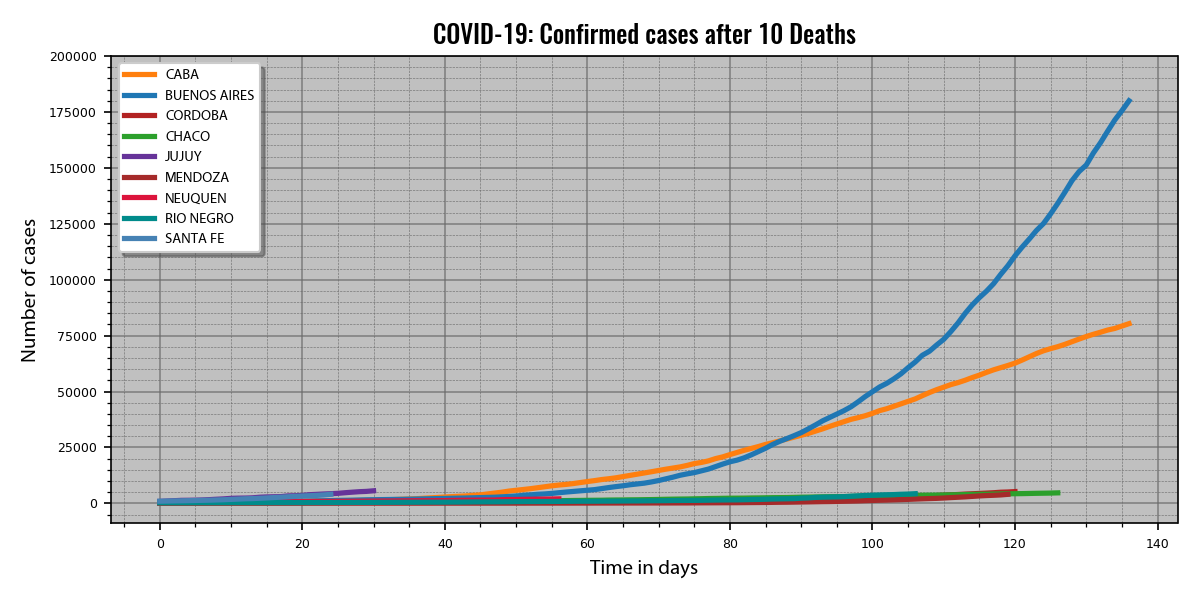 COVID-19: Confirmed cases after 10 Deaths
200000
175000
150000
125000
100000
75000
50000
25000
0
Number of cases
CABA
BUENOS AIRES
CORDOBA
CHACO
JUJUY
MENDOZA
NEUQUEN
RIO NEGRO
SANTA FE
0 20 40 60 80 100 120 140
Time in days